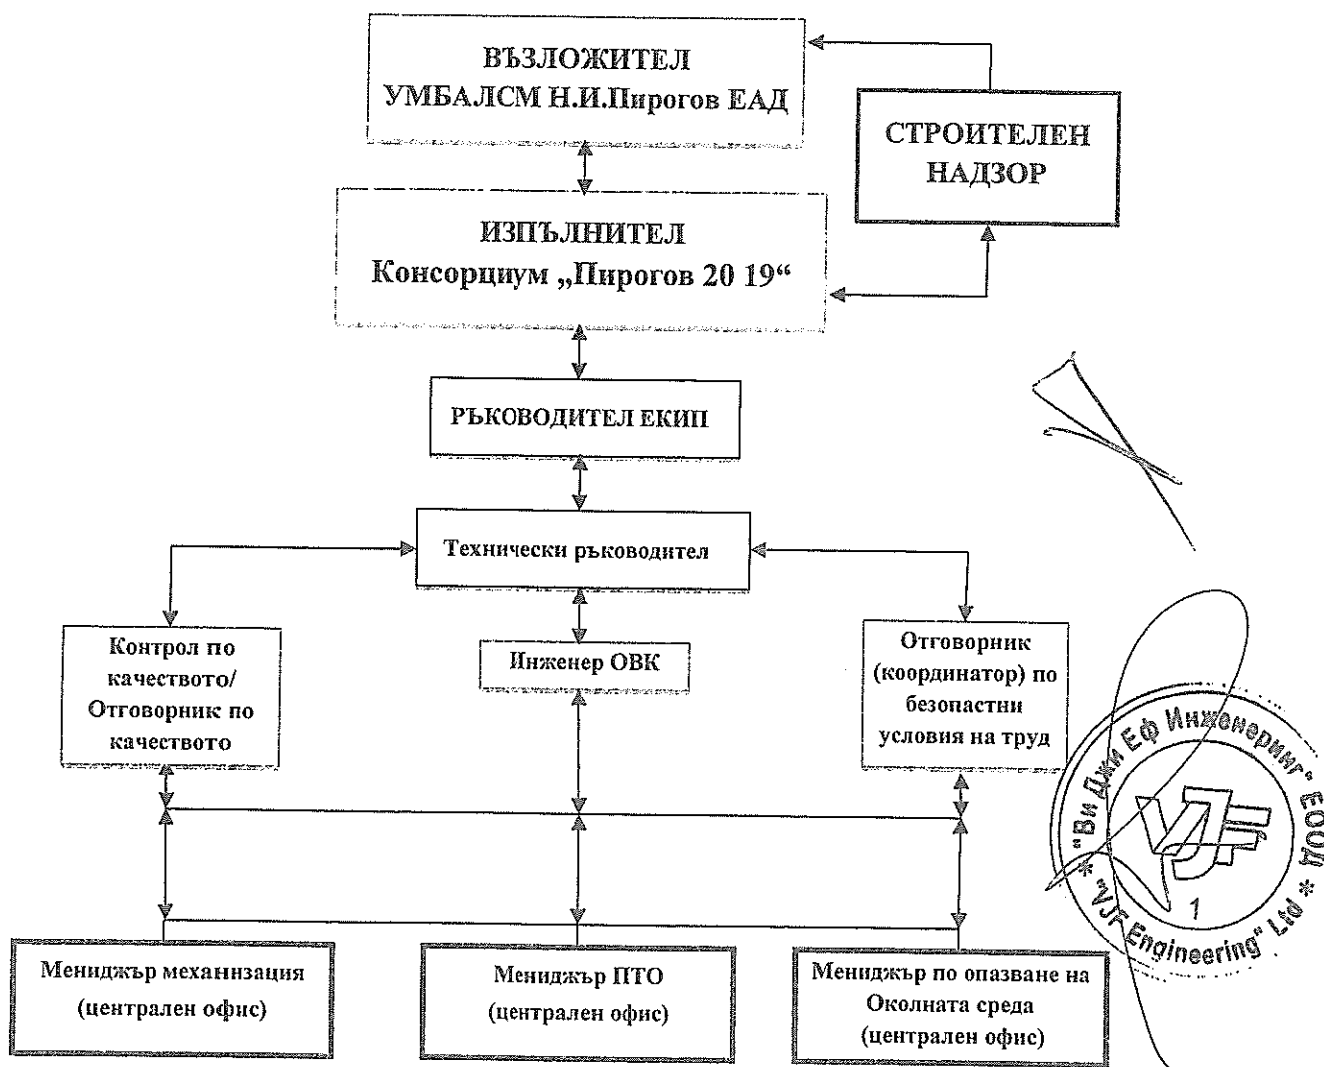 ВЪЗЛОЖИТЕЛ
УМБАЛСМ Н.И.Пирогов ЕАД
СТРОИТЕЛЕН
НАДЗОР
ИЗПЪЛНИТЕЛ
Консорциум „Пирогов 20 19“
РЪКОВОДИТЕЛ ЕКИП
Технически ръководител
Контрол по
качеството/
Отговорник по
качеството
Инженер ОВК
Отговорник
(координатор) по
безопастни
условия на труд
Мениджър механизация
(централен офис)
Мениджър ПТО
(централен офис)
Мениджър по опазване на
Околната среда
(централен офис)
"Ви Джи Еф Инженеринг" ЕООД
* "VJF Engineering" Ltd *
1